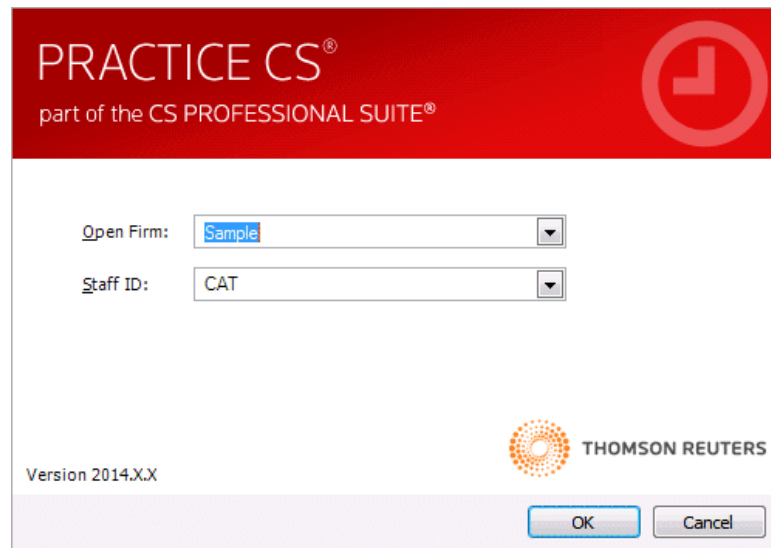 PRACTICE CS®
part of the CS PROFESSIONAL SUITE®
Open Firm: Sample
Staff ID: CAT
THOMSON REUTERS
Version 2014.X.X
OK Cancel